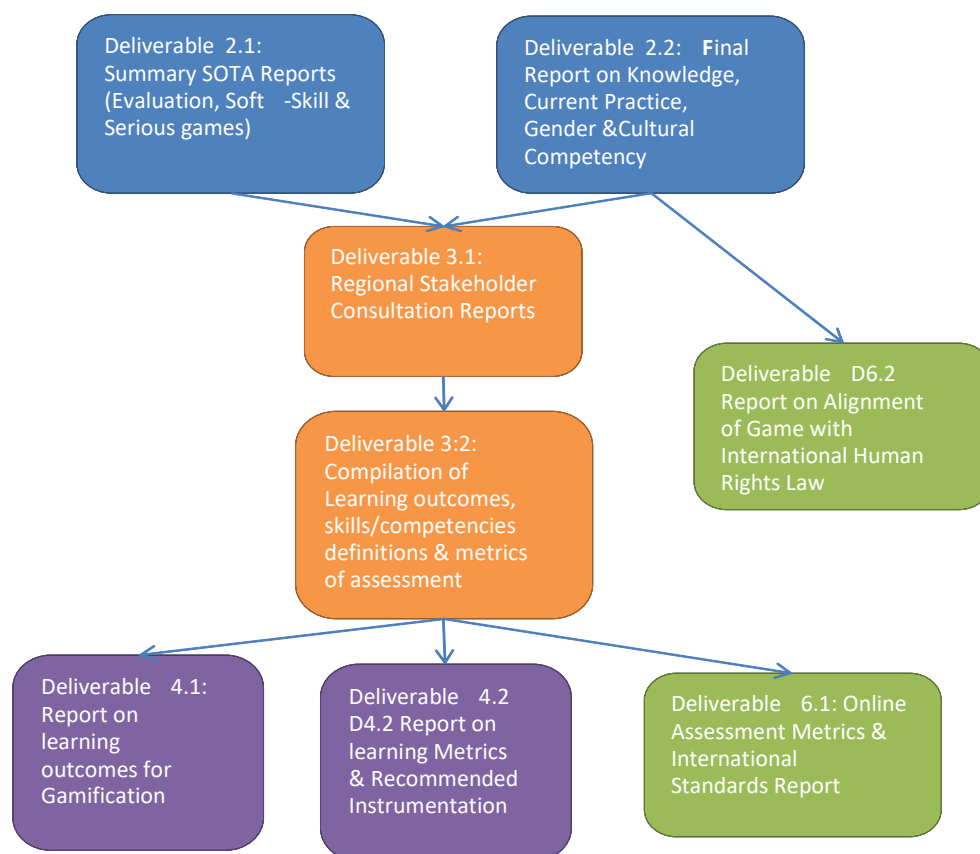 Deliverable 2.1:
Summary SOTA Reports
(Evaluation, Soft -Skill &
Serious games)
Deliverable 2.2: Final
Report on Knowledge,
Current Practice,
Gender &Cultural
Competency
Deliverable 3.1:
Regional Stakeholder
Consultation Reports
Deliverable D6.2
Report on Alignment
of Game with
International Human
Rights Law
Deliverable 3:2:
Compilation of
Learning outcomes,
skills/competencies
definitions & metrics
of assessment
Deliverable 4.1:
Report on
learning
outcomes for
Gamification
Deliverable 4.2
D4.2 Report on
learning Metrics
& Recommended
Instrumentation
Deliverable 6.1: Online
Assessment Metrics &
International
Standards Report